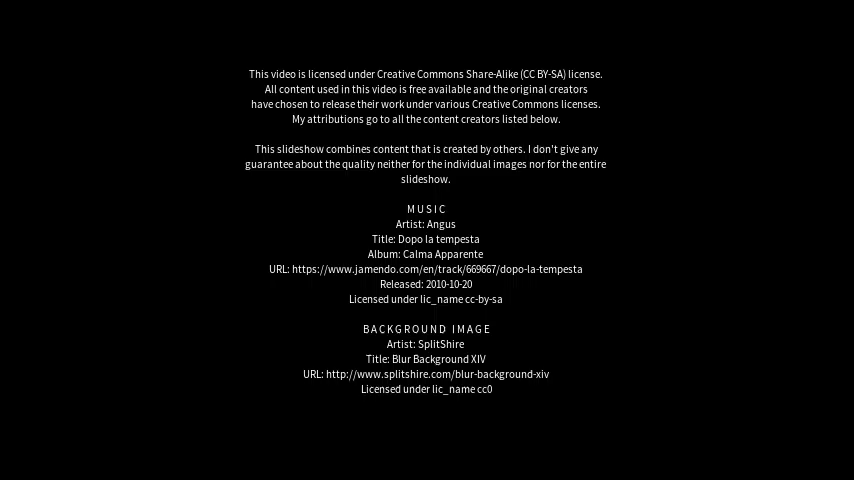 This video is licensed under Creative Commons Share-Alike (CC BY-SA) license.
All content used in this video is free available and the original creators
have chosen to release their work under various Creative Commons licenses.
My attributions go to all the content creators listed below.
This slideshow combines content that is created by others. I don't give any
guarantee about the quality neither for the individual images nor for the entire
slideshow.
MUSIC
Artist: Angus
Title: Dopo la tempesta
Album: Calma Apparente
URL: https://www.jamendo.com/en/track/669667/dopo-la-tempesta
Released: 2010-10-20
Licensed under lic_name cc-by-sa
BACKGROUND IMAGE
Artist: SplitShire
Title: Blur Background XIV
URL: http://www.splitshire.com/blur-background-xiv
Licensed under lic_name cc0